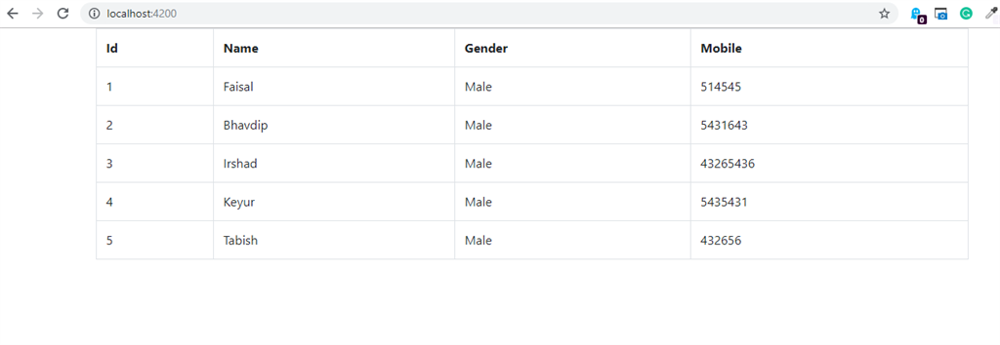 localhost:4200
0
Id Name Gender Mobile
1 Faisal Male 514545
2 Bhavdip Male 5431643
3 Irshad Male 43265436
4 Keyur Male 5435431
5 Tabish Male 432656